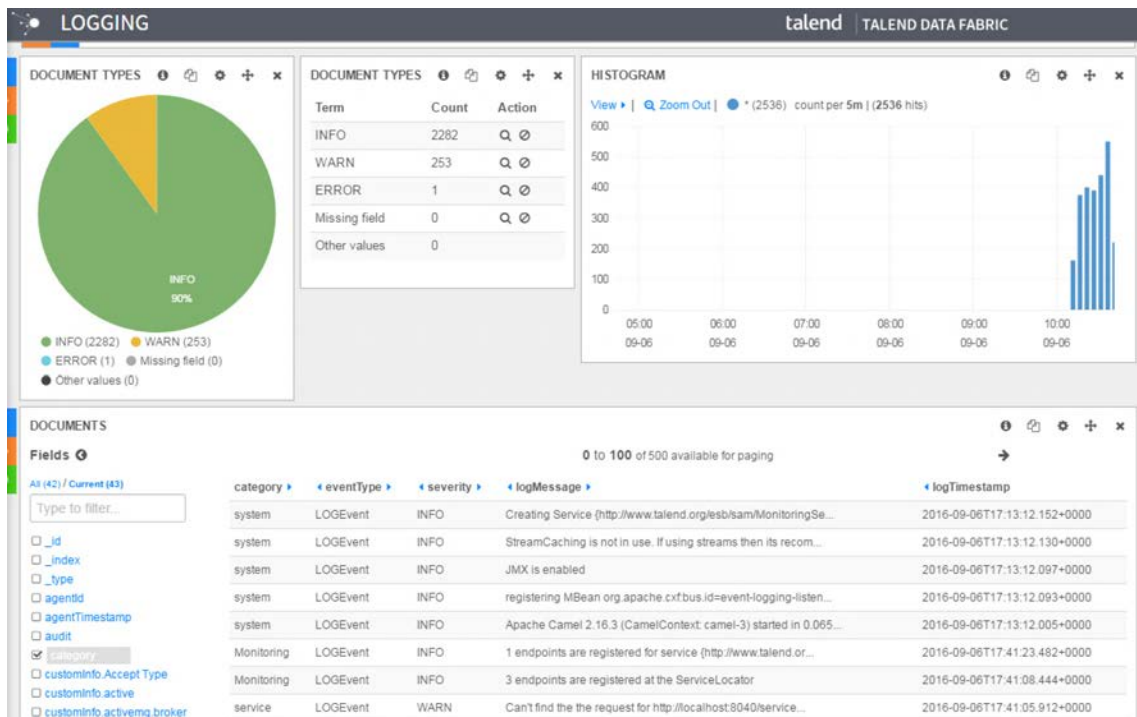 LOGGING
talend TALEND DATA FABRIC
DOCUMENT TYPES
INFO
90%
INFO (2282) WARN (253)
ERROR (1) Missing field (0)
Other values (0)
DOCUMENT TYPES
Term Count Action
INFO 2282
WARN 253
ERROR 1
Missing field 0
Other values 0
HISTOGRAM
View | Zoom Out | * (2536) count per 5m | (2536 hits)
600
500
400
300
200
100
0
05:00 06:00 07:00 08:00 09:00 10:00
09-06 09-06 09-06 09-06 09-06 09-06
DOCUMENTS
Fields 0 to 100 of 500 available for paging
All (42) / Current (43)
Type to filter...
_id
_index
_type
agentId
agentTimestamp
audit
category
customInfo.Accept Type
customInfo.active
customInfo.activemq.broker
category eventType severity logMessage logTimestamp
system LOGEvent INFO Creating Service {http://www.talend.org/esb/sam/MonitoringSe... 2016-09-06T17:13:12.152+0000
system LOGEvent INFO StreamCaching is not in use. If using streams then its recom... 2016-09-06T17:13:12.130+0000
system LOGEvent INFO JMX is enabled 2016-09-06T17:13:12.097+0000
system LOGEvent INFO registering MBean org.apache.cxf:bus.id=event-logging-listen... 2016-09-06T17:13:12.093+0000
system LOGEvent INFO Apache Camel 2.16.3 (CamelContext: camel-3) started in 0.065... 2016-09-06T17:13:12.005+0000
Monitoring LOGEvent INFO 1 endpoints are registered for service {http://www.talend.or... 2016-09-06T17:41:23.482+0000
Monitoring LOGEvent INFO 3 endpoints are registered at the ServiceLocator 2016-09-06T17:41:08.444+0000
service LOGEvent WARN Can't find the the request for http://localhost:8040/service... 2016-09-06T17:41:05.912+0000